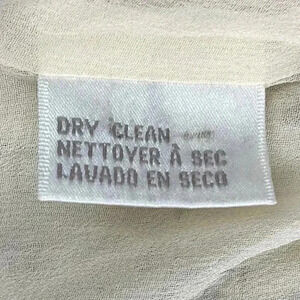 DRY CLEAN
NETTOYER À SEC
LAVADO EN SECO